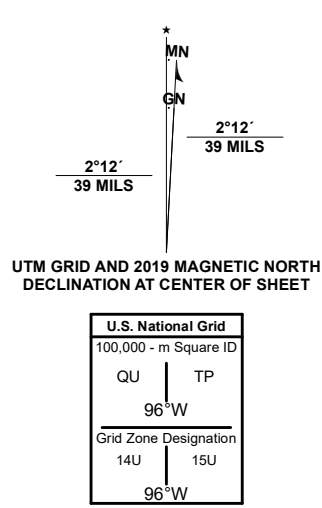 ★
MN
GN
2°12´
39 MILS
2°12´
39 MILS
UTM GRID AND 2019 MAGNETIC NORTH
DECLINATION AT CENTER OF SHEET
U.S. National Grid
100,000 - m Square ID
QU TP
96°W
Grid Zone Designation
14U 15U
96°W